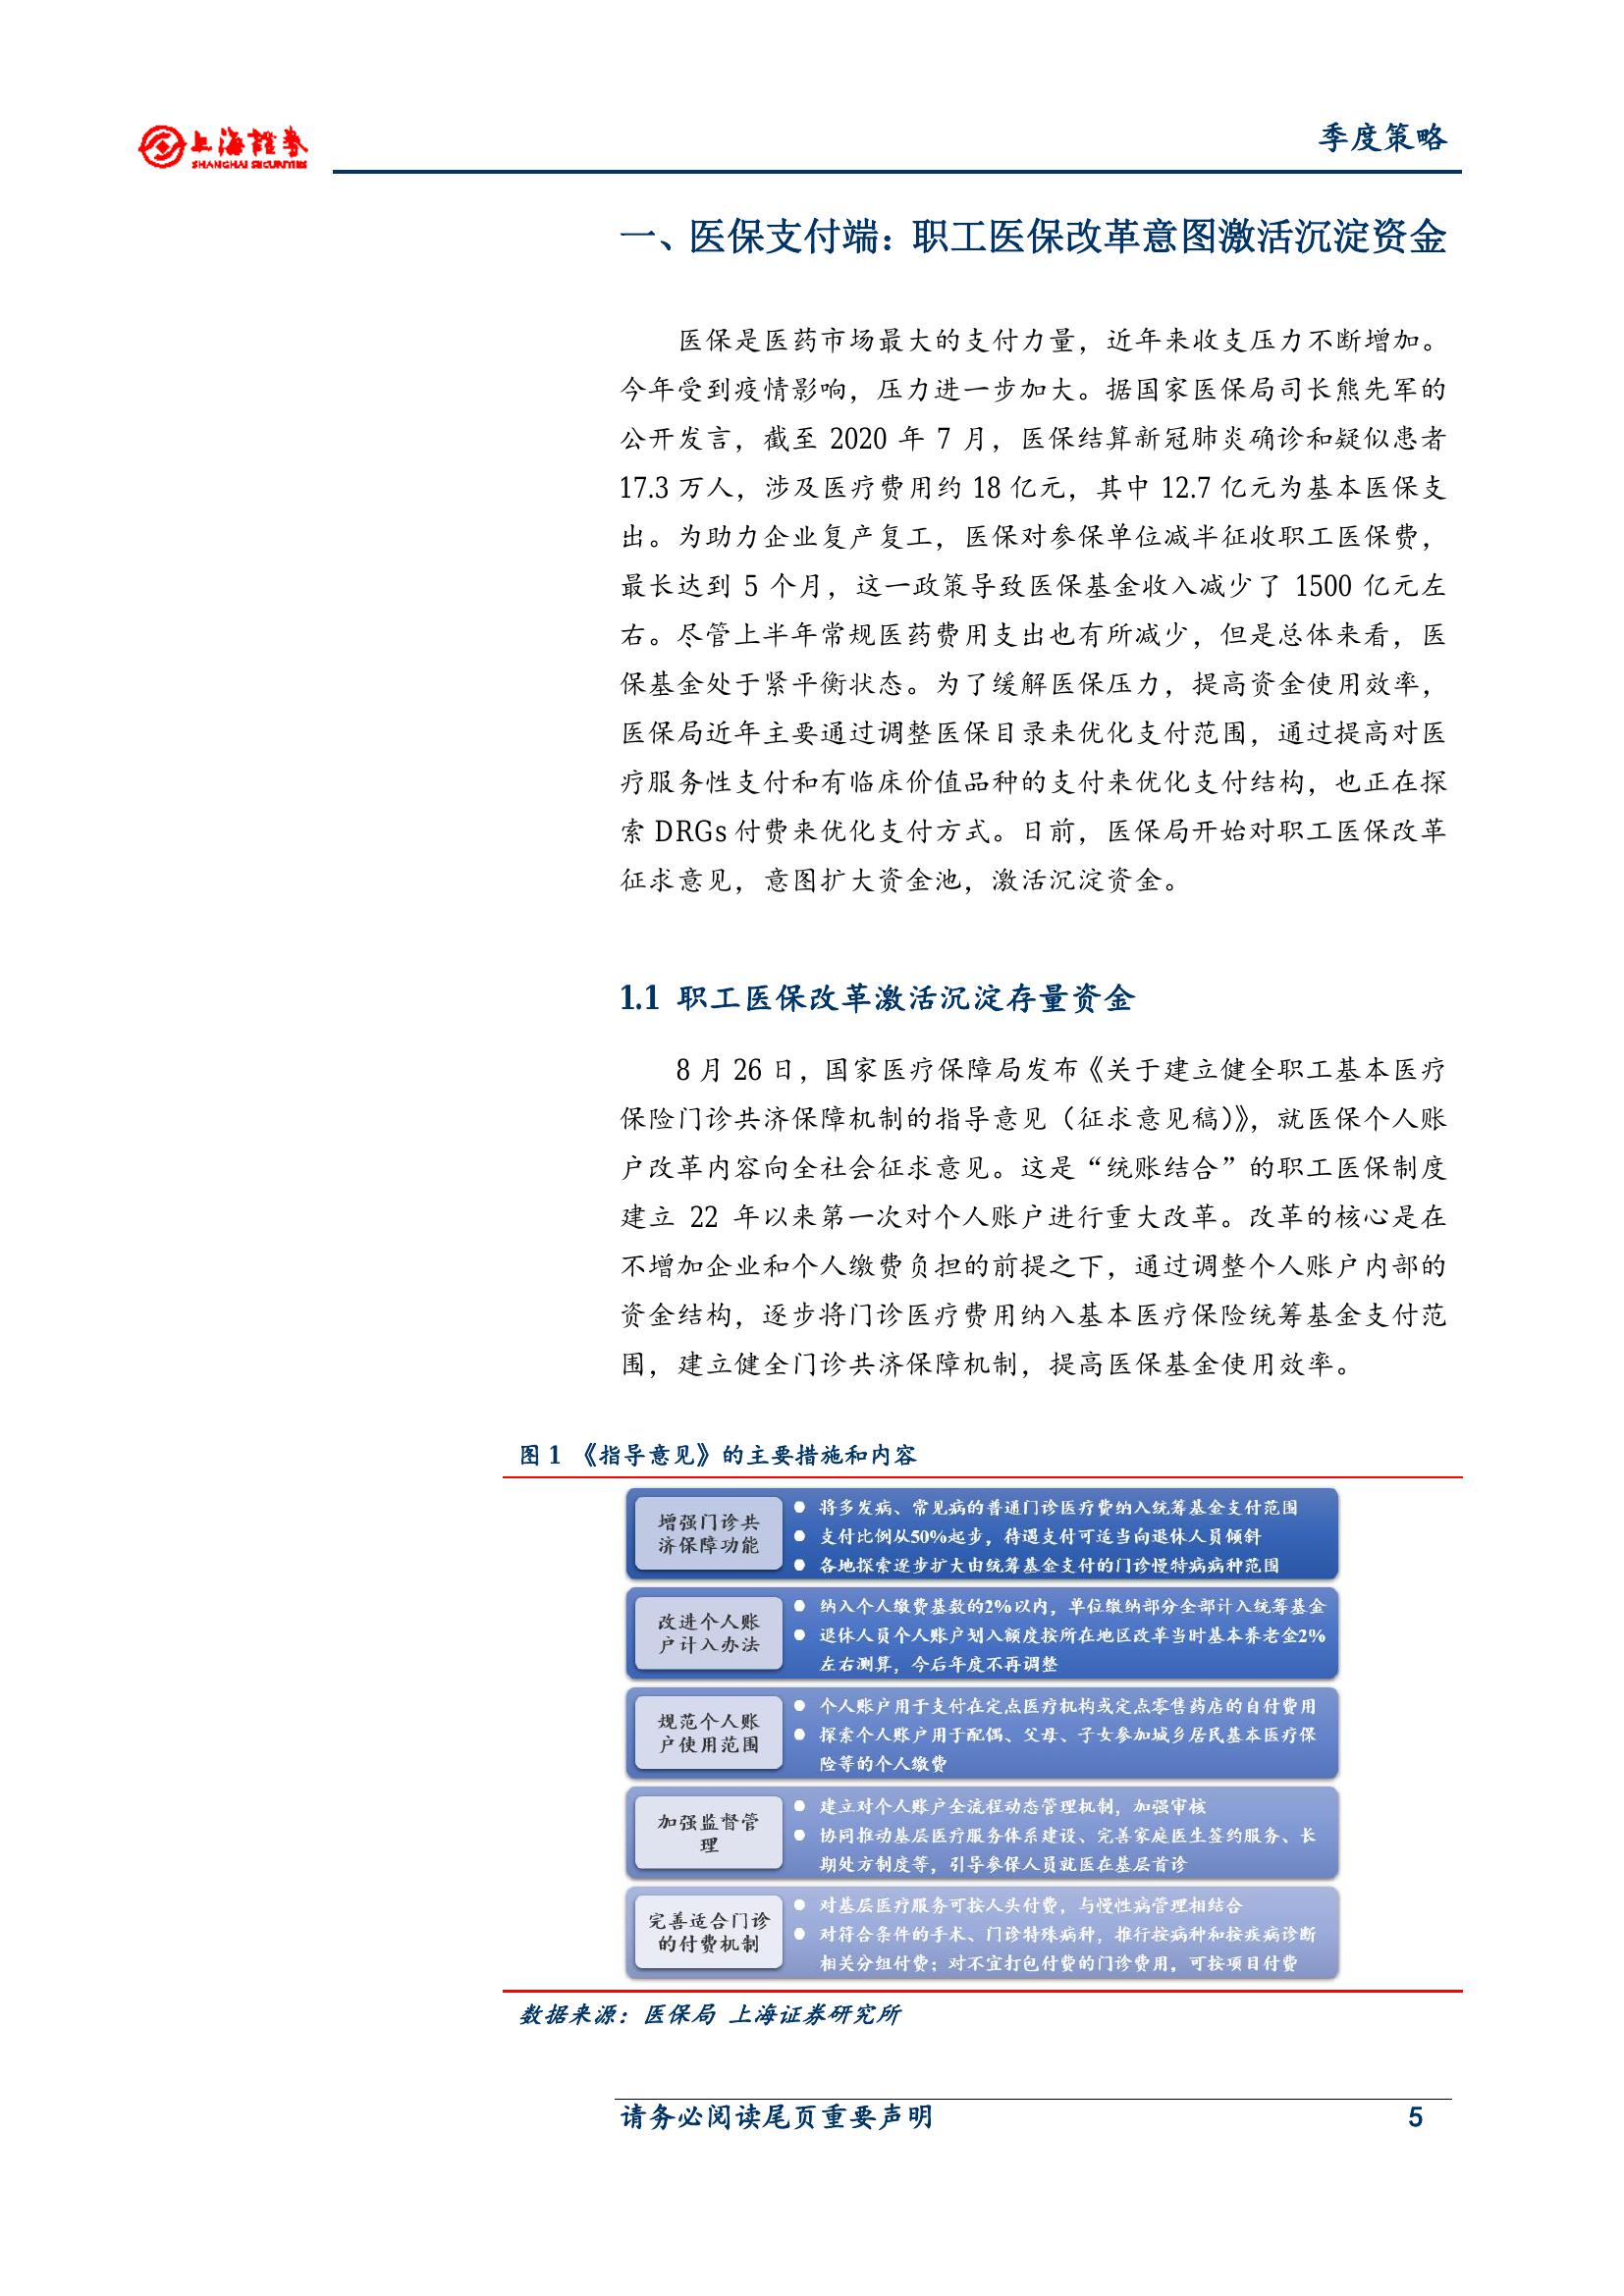 上海證券
SHANGHAI SECURITIES
季度策略
一、医保支付端：职工医保改革意图激活沉淀资金
医保是医药市场最大的支付力量，近年来收支压力不断增加。
今年受到疫情影响，压力进一步加大。据国家医保局司长熊先军的
公开发言，截至 2020 年 7 月，医保结算新冠肺炎确诊和疑似患者
17.3 万人，涉及医疗费用约 18 亿元，其中 12.7 亿元为基本医保支
出。为助力企业复产复工，医保对参保单位减半征收职工医保费，
最长达到 5 个月，这一政策导致医保基金收入减少了 1500 亿元左
右。尽管上半年常规医药费用支出也有所减少，但是总体来看，医
保基金处于紧平衡状态。为了缓解医保压力，提高资金使用效率，
医保局近年主要通过调整医保目录来优化支付范围，通过提高对医
疗服务性支付和有临床价值品种的支付来优化支付结构，也正在探
索 DRGs 付费来优化支付方式。日前，医保局开始对职工医保改革
征求意见，意图扩大资金池，激活沉淀资金。
1.1 职工医保改革激活沉淀存量资金
8 月 26 日，国家医疗保障局发布《关于建立健全职工基本医疗
保险门诊共济保障机制的指导意见（征求意见稿）》，就医保个人账
户改革内容向全社会征求意见。这是“统账结合”的职工医保制度
建立 22 年以来第一次对个人账户进行重大改革。改革的核心是在
不增加企业和个人缴费负担的前提之下，通过调整个人账户内部的
资金结构，逐步将门诊医疗费用纳入基本医疗保险统筹基金支付范
围，建立健全门诊共济保障机制，提高医保基金使用效率。
图 1 《指导意见》的主要措施和内容
增强门诊共
济保障功能
● 将多发病、常见病的普通门诊医疗费纳入统筹基金支付范围
● 支付比例从50%起步，待遇支付可适当向退休人员倾斜
● 各地探索逐步扩大由统筹基金支付的门诊慢特病病种范围
改进个人账
户计入办法
● 纳入个人缴费基数的2%以内，单位缴纳部分全部计入统筹基金
● 退休人员个人账户划入额度按所在地区改革当时基本养老金2%
左右测算，今后年度不再调整
规范个人账
户使用范围
● 个人账户用于支付在定点医疗机构或定点零售药店的自付费用
● 探索个人账户用于配偶、父母、子女参加城乡居民基本医疗保
险等的个人缴费
加强监督管
理
● 建立对个人账户全流程动态管理机制，加强审核
● 协同推动基层医疗服务体系建设、完善家庭医生签约服务、长
期处方制度等，引导参保人员就医在基层首诊
完善适合门诊
的付费机制
● 对基层医疗服务可按人头付费，与慢性病管理相结合
● 对符合条件的手术、门诊特殊病种，推行按病种和按疾病诊断
相关分组付费；对不宜打包付费的门诊费用，可按项目付费
数据来源：医保局 上海证券研究所
请务必阅读尾页重要声明 5